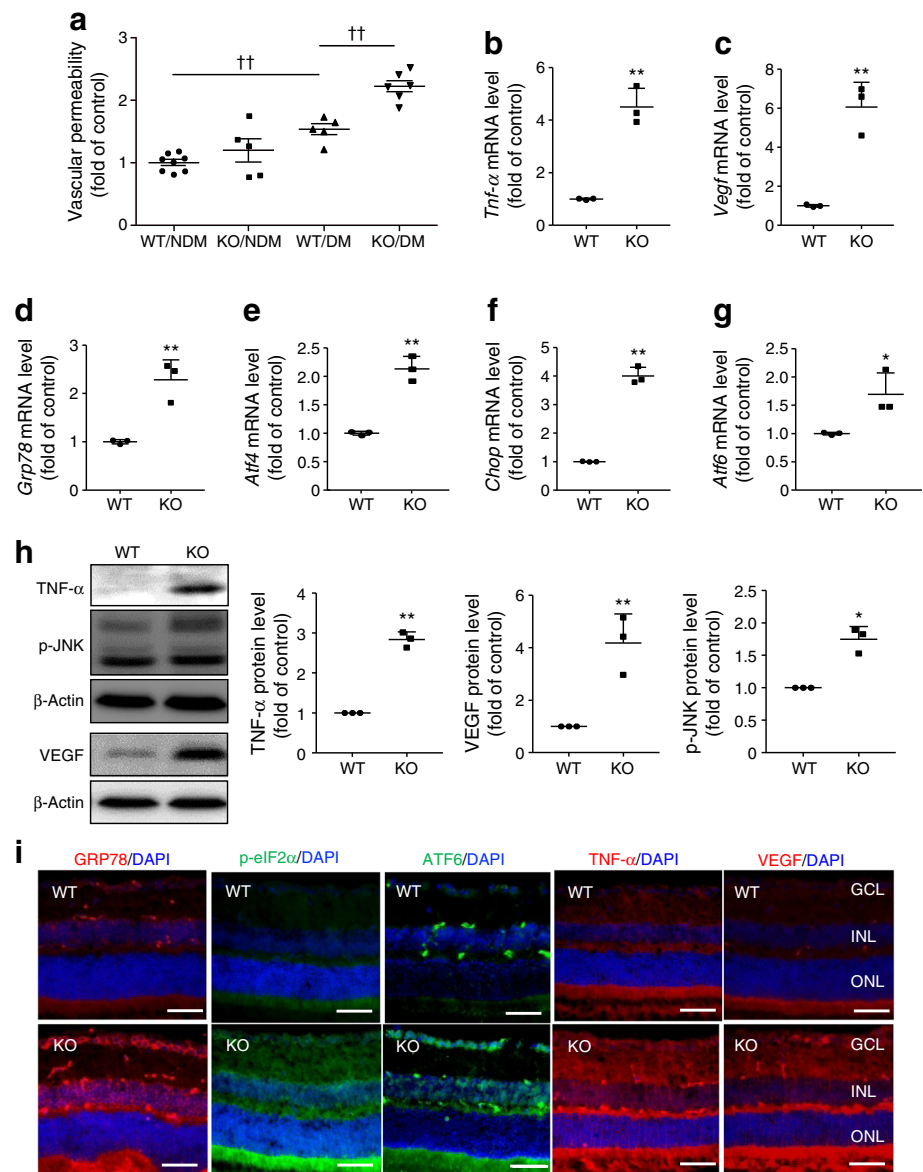 a
Vascular permeability
(fold of control)
3
2
1
0
††
††
WT/NDM KO/NDM WT/DM KO/DM
b
Tnf-α mRNA level
(fold of control)
6
4
2
0
**
WT KO
c
Vegf mRNA level
(fold of control)
8
6
4
2
0
**
WT KO
d
Grp78 mRNA level
(fold of control)
3
2
1
0
**
WT KO
e
Atf4 mRNA level
(fold of control)
2.5
2.0
1.5
1.0
0.5
0
**
WT KO
f
Chop mRNA level
(fold of control)
5
4
3
2
1
0
**
WT KO
g
Atf6 mRNA level
(fold of control)
2.5
2.0
1.5
1.0
0.5
0
*
WT KO
h
WT KO
TNF-α
p-JNK
β-Actin
VEGF
β-Actin
TNF-α protein level
(fold of control)
4
3
2
1
0
**
WT KO
VEGF protein level
(fold of control)
6
4
2
0
**
WT KO
p-JNK protein level
(fold of control)
2.5
2.0
1.5
1.0
0.5
0
*
WT KO
i
GRP78/DAPI p-eIF2α/DAPI ATF6/DAPI TNF-α/DAPI VEGF/DAPI
WT WT WT WT WT GCL
INL
ONL
KO KO KO KO KO GCL
INL
ONL